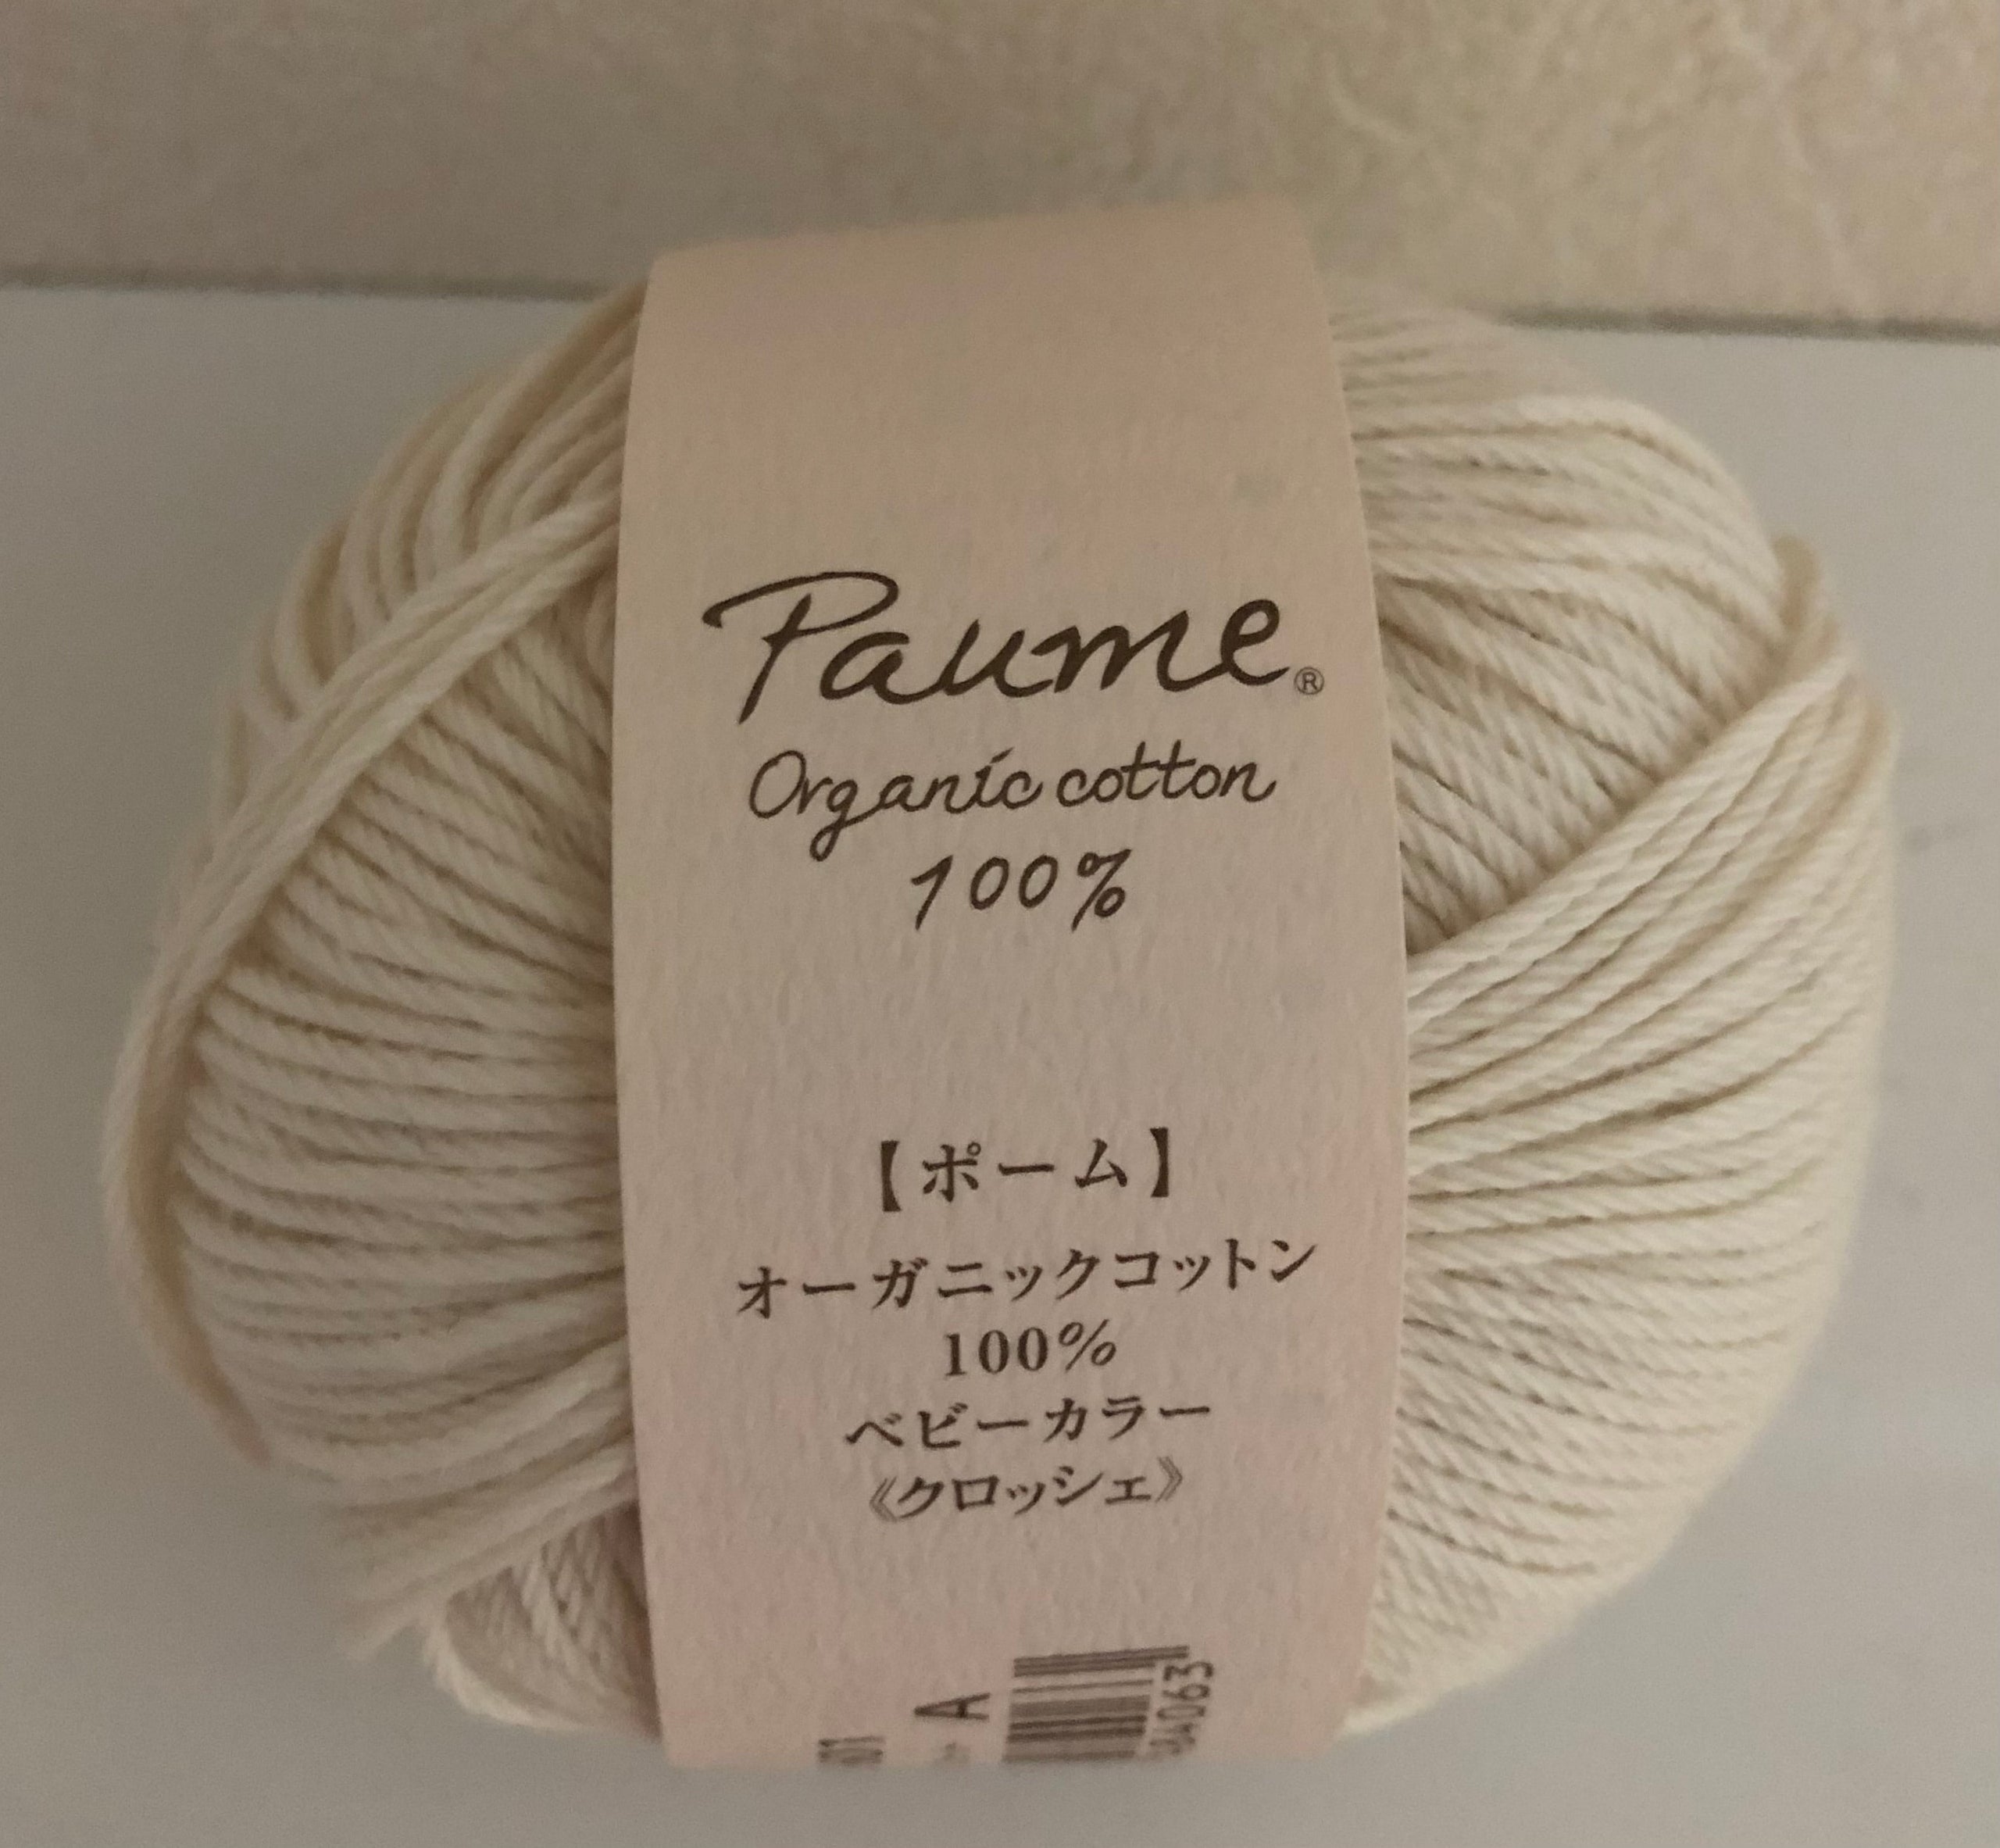 Paume®
Organic cotton
100%
【ポーム】
オーガニックコットン
100%
ベビーカラー
《クロッシェ》
A